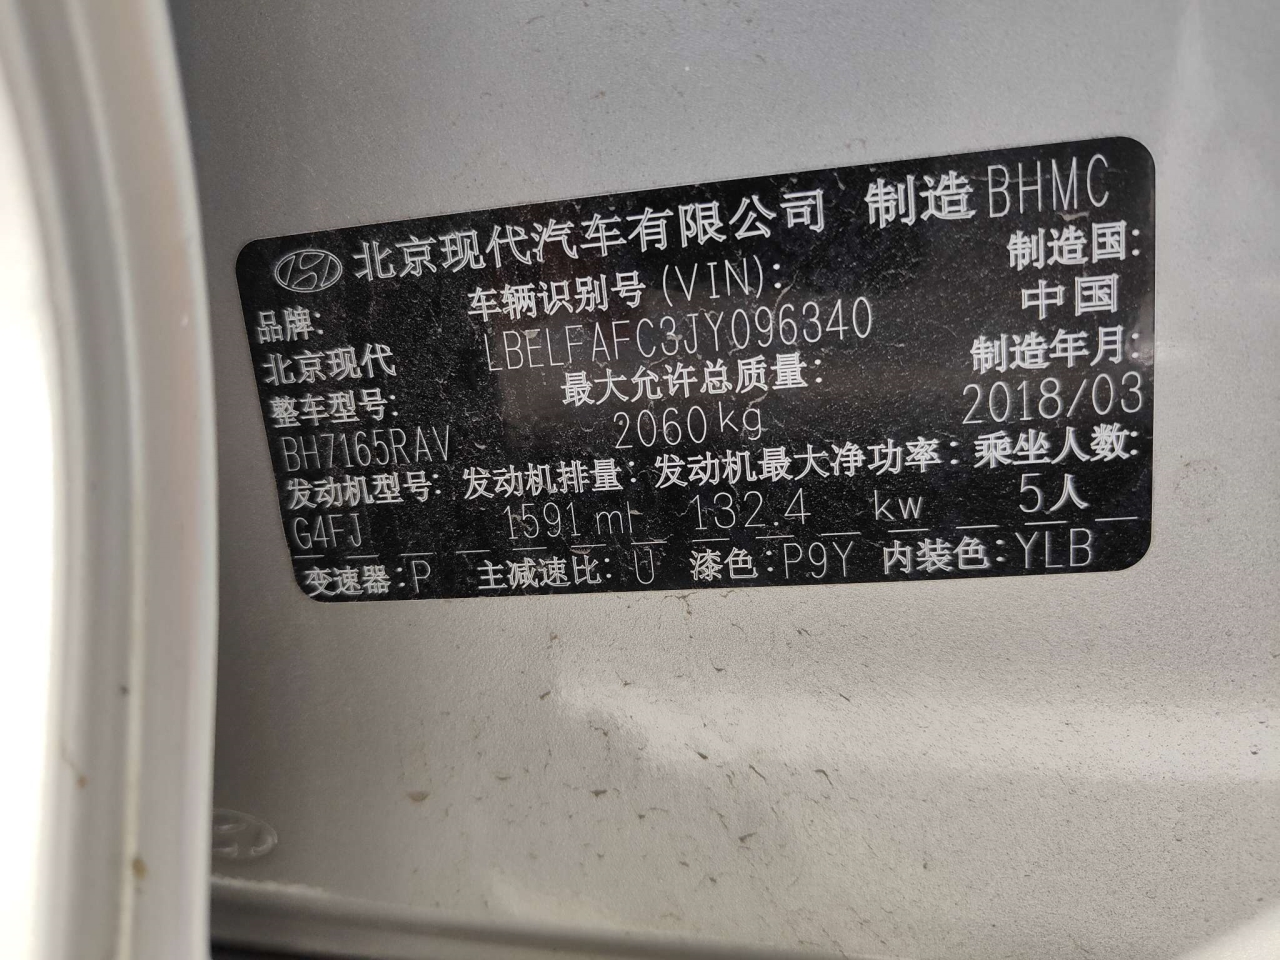 北京现代汽车有限公司 制造 BHMC
品牌: 车辆识别号(VIN): 制造国:
北京现代 LBELFAFC3JY096340 中国
整车型号: 最大允许总质量: 制造年月:
BH7165RAV 2060kg 2018/03
发动机型号: 发动机排量: 发动机最大净功率: 乘坐人数:
G4FJ 1591ml 132.4 kw 5人
变速器:P 主减速比:U 漆色:P9Y 内装色:YLB